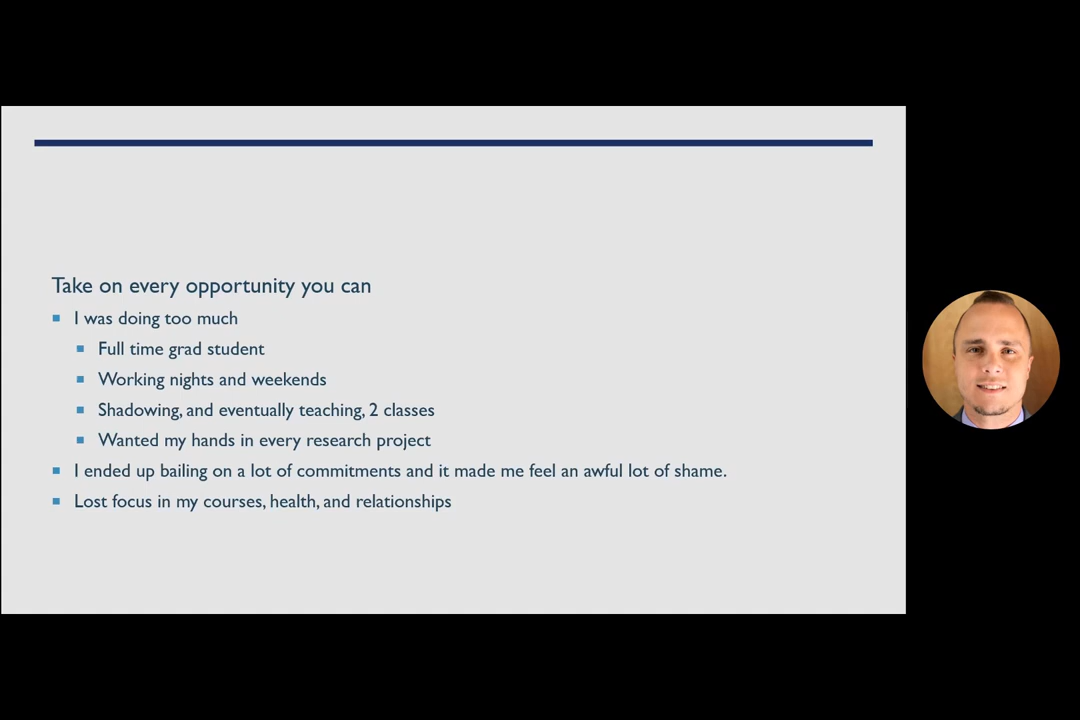 Take on every opportunity you can
I was doing too much
Full time grad student
Working nights and weekends
Shadowing, and eventually teaching, 2 classes
Wanted my hands in every research project
I ended up bailing on a lot of commitments and it made me feel an awful lot of shame.
Lost focus in my courses, health, and relationships